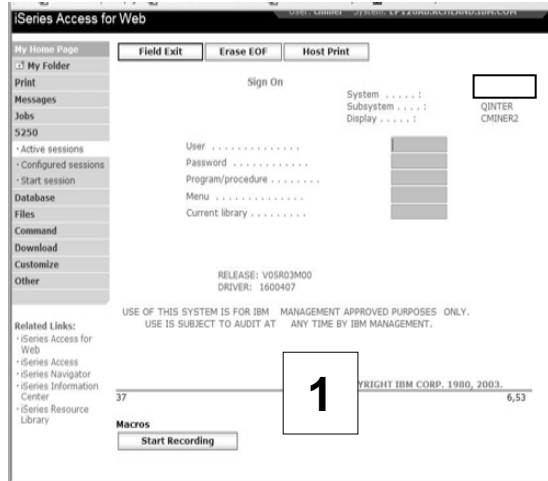 iSeries Access for Web
My Home Page
My Folder
Print
Messages
Jobs
5250
• Active sessions
• Configured sessions
• Start session
Database
Files
Command
Download
Customize
Other
Related Links:
• iSeries Access for
Web
• iSeries Access
• iSeries Navigator
• iSeries Information
Center
• iSeries Resource
Library
Field Exit Erase EOF Host Print
Sign On
System . . . . . :
Subsystem . . . . : QINTER
Display . . . . . : CMINER2
User . . . . . . . . . . . . . .
Password . . . . . . . . . . . .
Program/procedure . . . . . . . .
Menu . . . . . . . . . . . . . .
Current library . . . . . . . . .
RELEASE: V05R03M00
DRIVER: 1600407
USE OF THIS SYSTEM IS FOR IBM MANAGEMENT APPROVED PURPOSES ONLY.
USE IS SUBJECT TO AUDIT AT ANY TIME BY IBM MANAGEMENT.
1
IBM CORP. 1980, 2003.
37 6,53
Macros
Start Recording